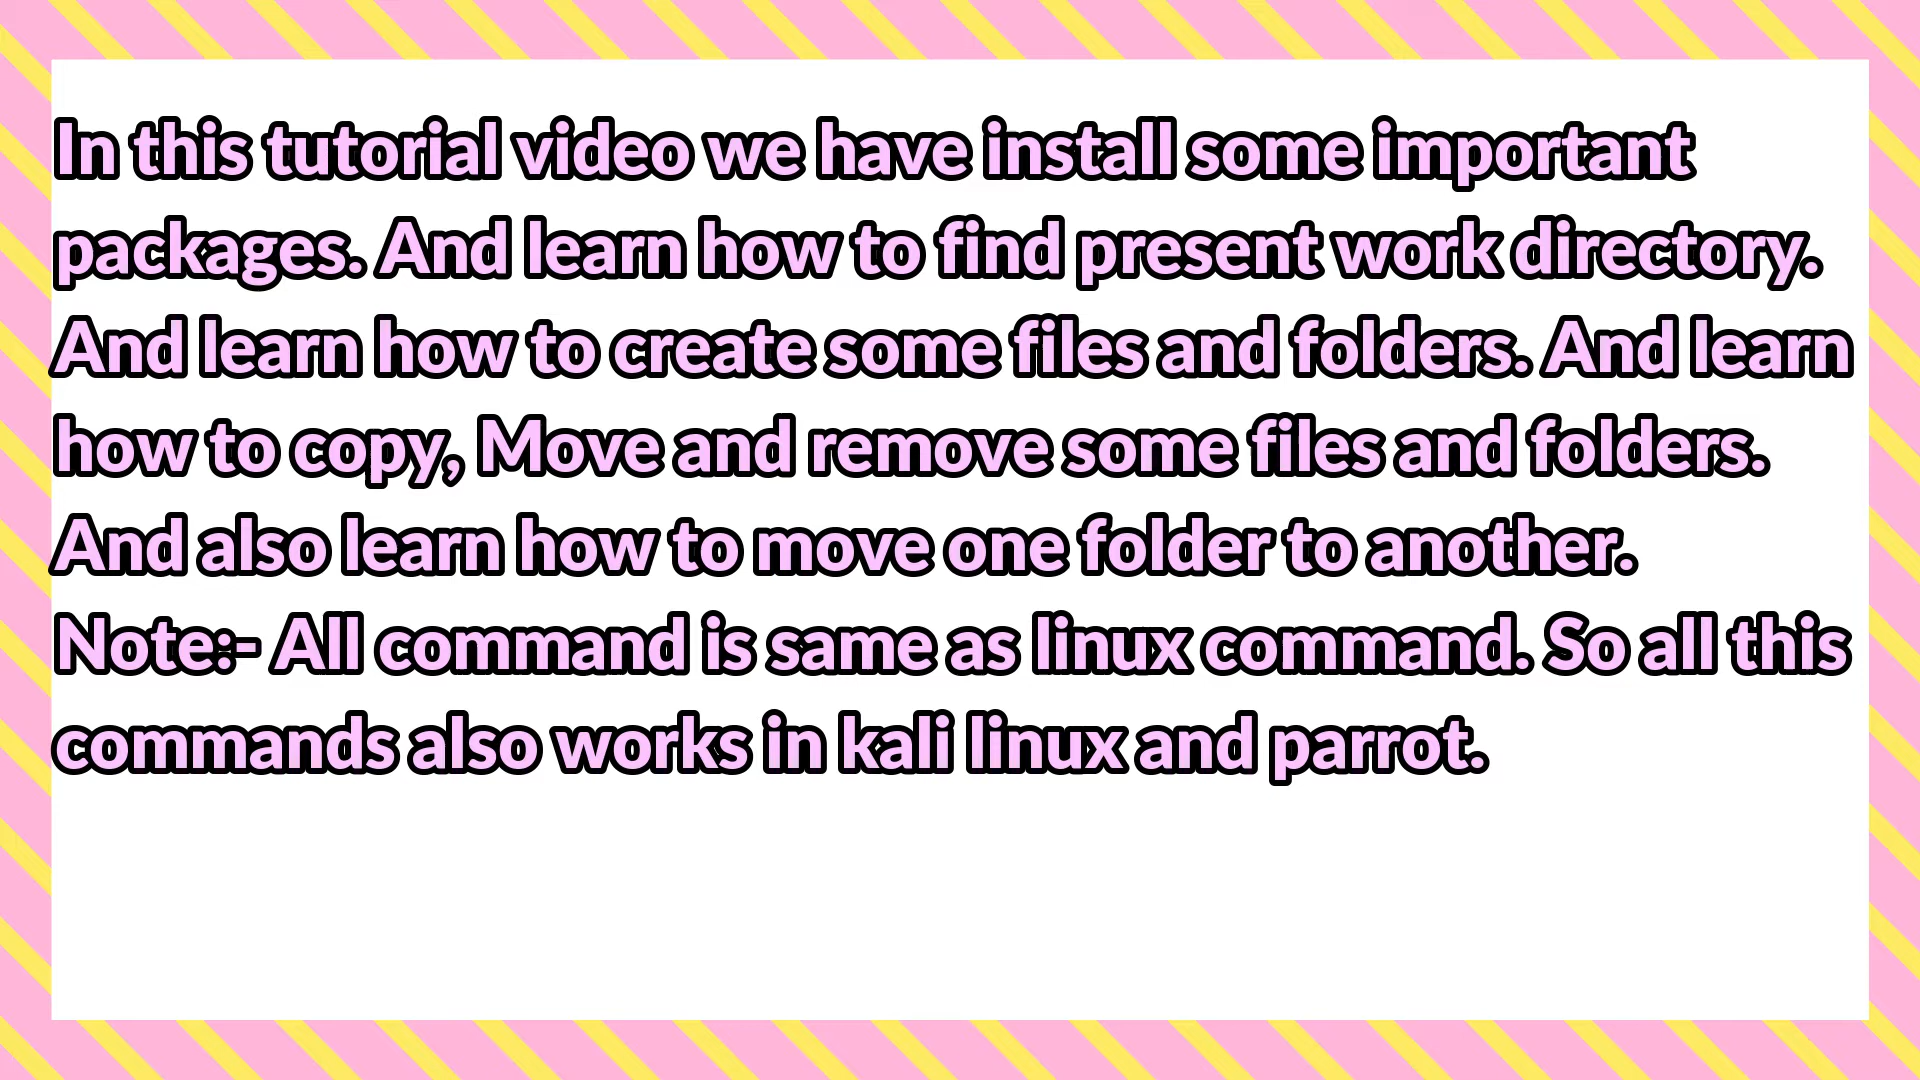 In this tutorial video we have install some important
packages. And learn how to find present work directory.
And learn how to create some files and folders. And learn
how to copy, Move and remove some files and folders.
And also learn how to move one folder to another.
Note:- All command is same as linux command. So all this
commands also works in kali linux and parrot.